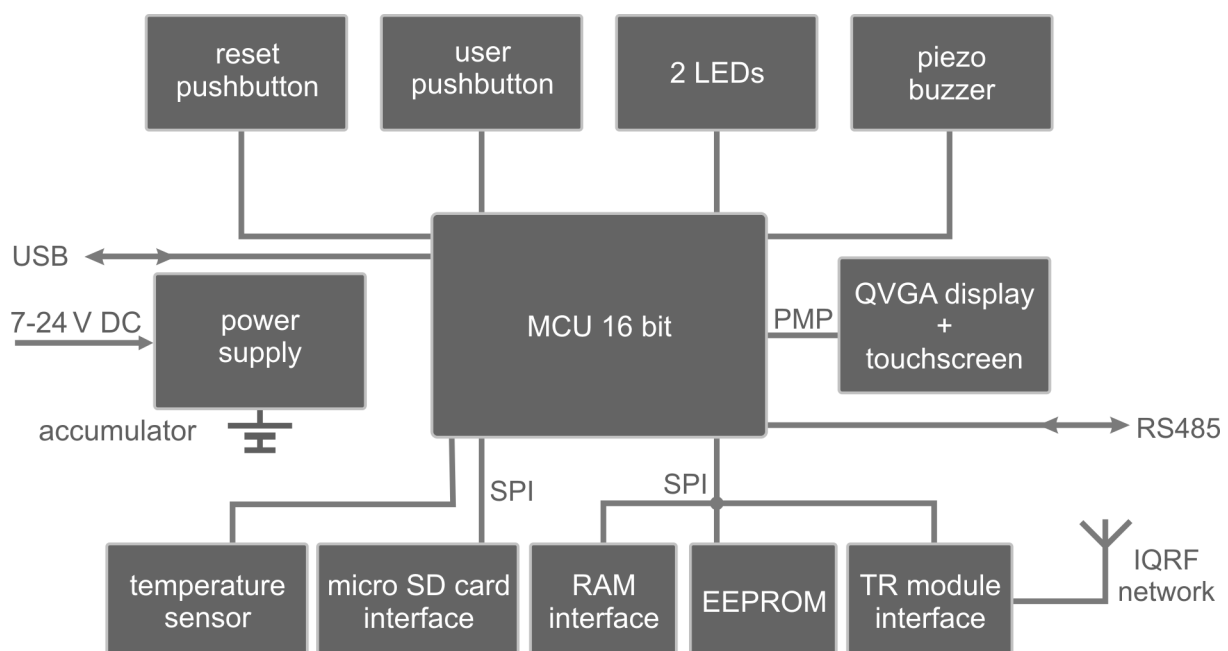 reset
pushbutton
user
pushbutton
2 LEDs
piezo
buzzer
USB
7-24 V DC
power
supply
accumulator
MCU 16 bit
PMP
QVGA display
+
touchscreen
RS485
SPI
SPI
temperature
sensor
micro SD card
interface
RAM
interface
EEPROM
TR module
interface
IQRF
network